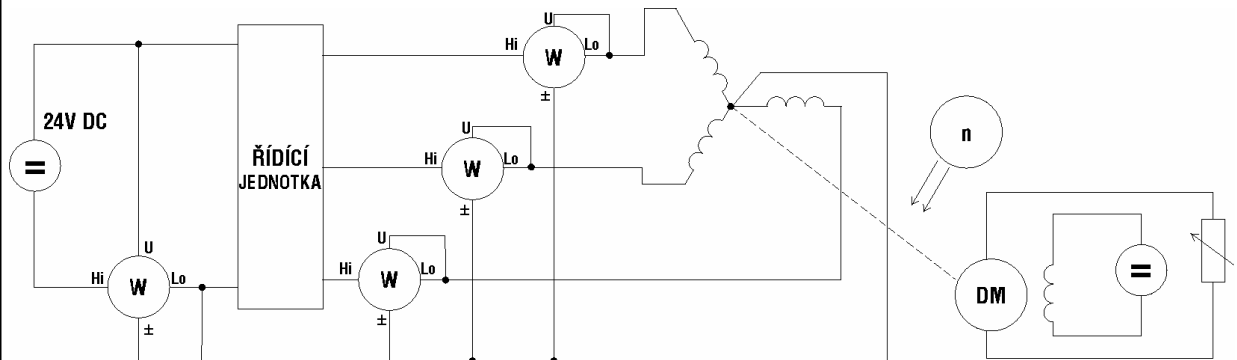 U
Hi
W
Lo
±
24V DC
=
ŘÍDÍCÍ
JEDNOTKA
U
Hi
W
Lo
±
n
U
Hi
W
Lo
±
U
Hi
W
Lo
±
DM
=